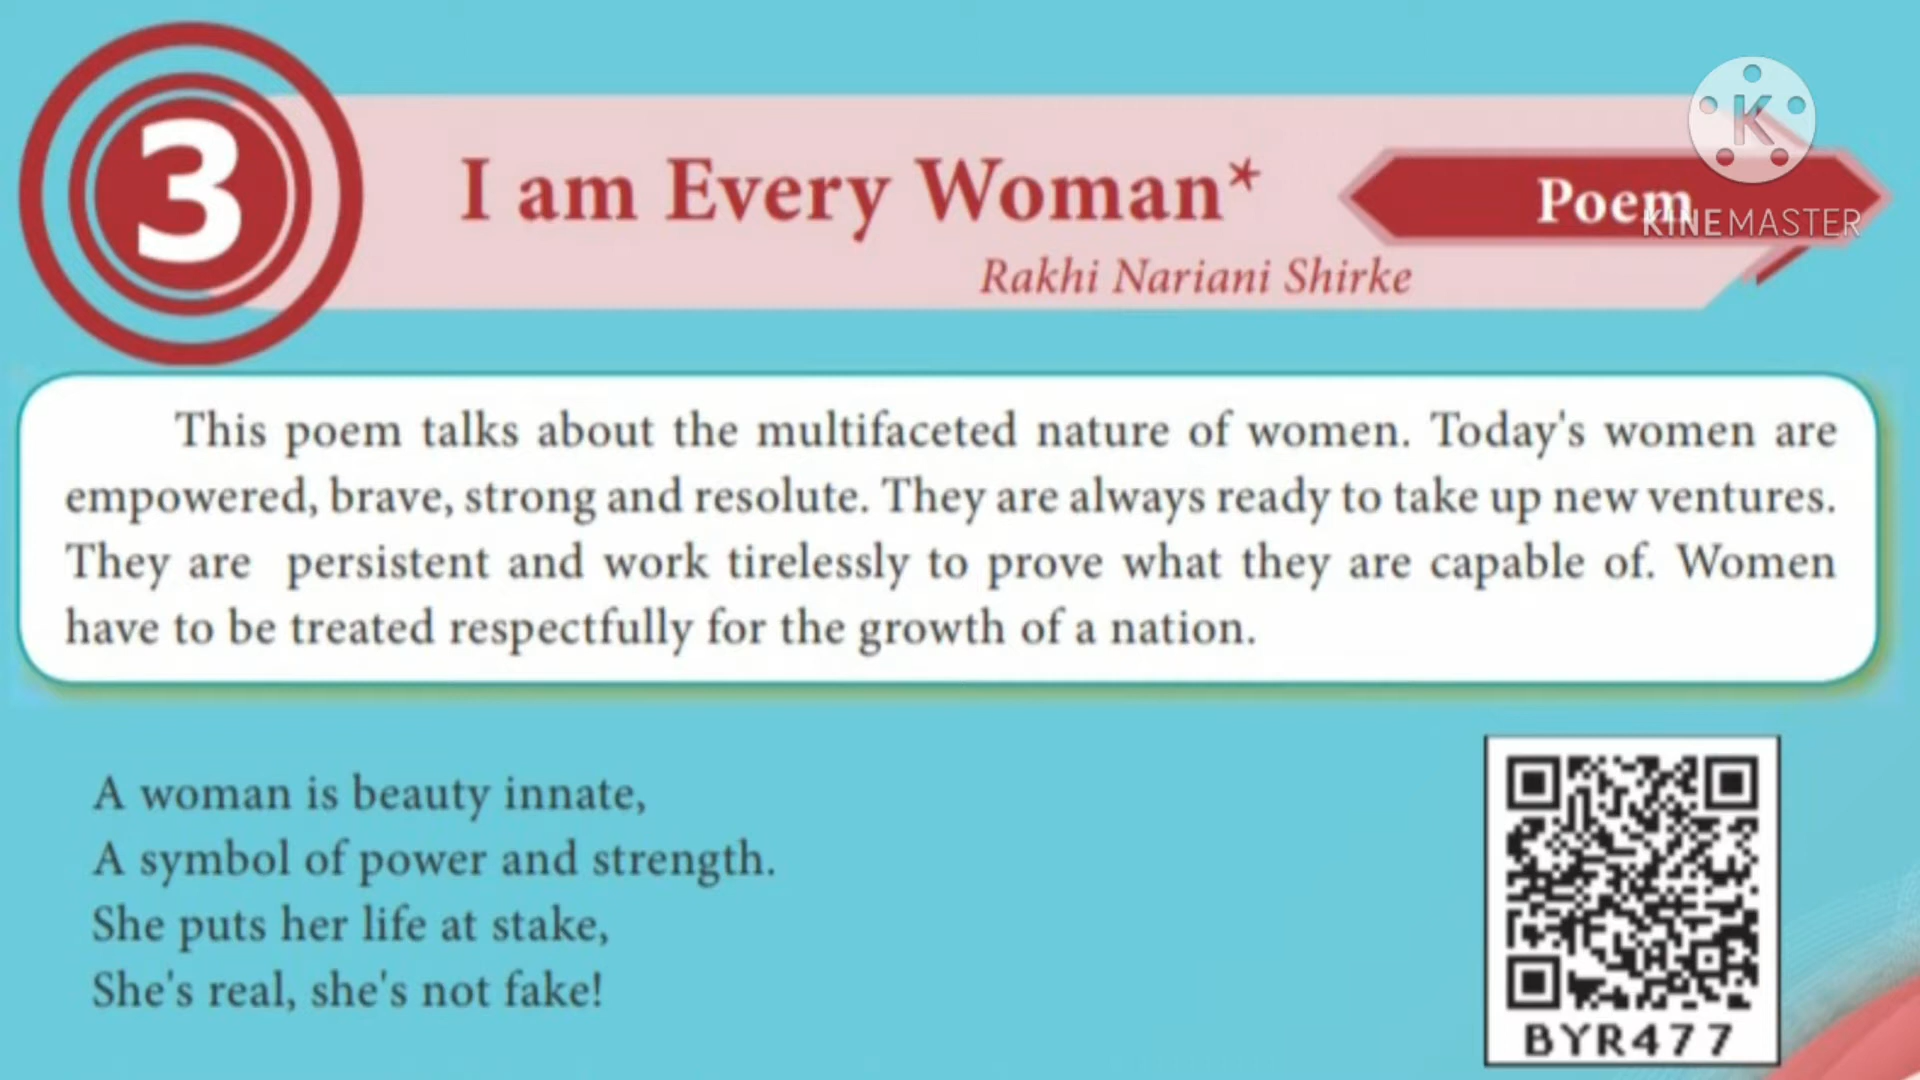 3
I am Every Woman*
Poem
K
KINEMASTER
Rakhi Nariani Shirke
This poem talks about the multifaceted nature of women. Today's women are
empowered, brave, strong and resolute. They are always ready to take up new ventures.
They are persistent and work tirelessly to prove what they are capable of. Women
have to be treated respectfully for the growth of a nation.
A woman is beauty innate,
A symbol of power and strength.
She puts her life at stake,
She's real, she's not fake!
BYR477